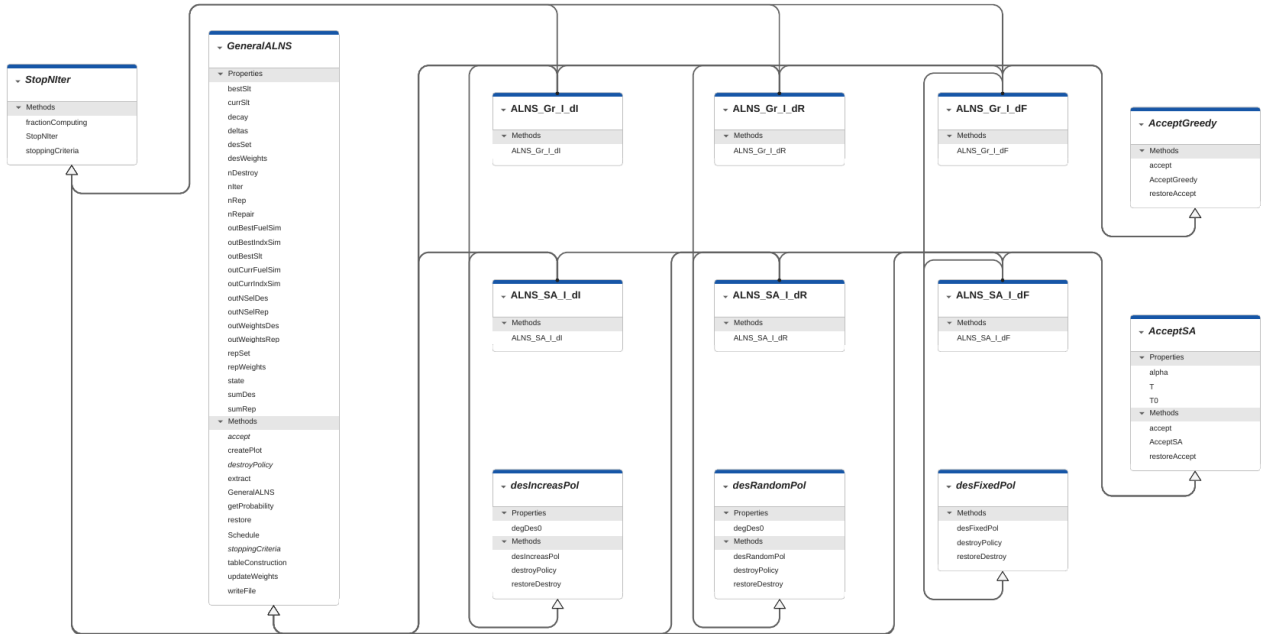 StopNIter
Methods
fractionComputing
StopNIter
stoppingCriteria
GeneralALNS
Properties
bestSlt
currSlt
decay
deltas
desSet
desWeights
nDestroy
nIter
nRep
nRepair
outBestFuelSim
outBestIndxSim
outBestSlt
outCurrFuelSim
outCurrIndxSim
outNSelDes
outNSelRep
outWeightsDes
outWeightsRep
repSet
repWeights
state
sumDes
sumRep
Methods
accept
createPlot
destroyPolicy
extract
GeneralALNS
getProbability
restore
Schedule
stoppingCriteria
tableConstruction
updateWeights
writeFile
ALNS_Gr_I_dI
Methods
ALNS_Gr_I_dI
ALNS_Gr_I_dR
Methods
ALNS_Gr_I_dR
ALNS_Gr_I_dF
Methods
ALNS_Gr_I_dF
AcceptGreedy
Methods
accept
AcceptGreedy
restoreAccept
ALNS_SA_I_dI
Methods
ALNS_SA_I_dI
ALNS_SA_I_dR
Methods
ALNS_SA_I_dR
ALNS_SA_I_dF
Methods
ALNS_SA_I_dF
AcceptSA
Properties
alpha
T
T0
Methods
accept
AcceptSA
restoreAccept
desIncreasPol
Properties
degDes0
Methods
desIncreasPol
destroyPolicy
restoreDestroy
desRandomPol
Properties
degDes0
Methods
desRandomPol
destroyPolicy
restoreDestroy
desFixedPol
Methods
desFixedPol
destroyPolicy
restoreDestroy